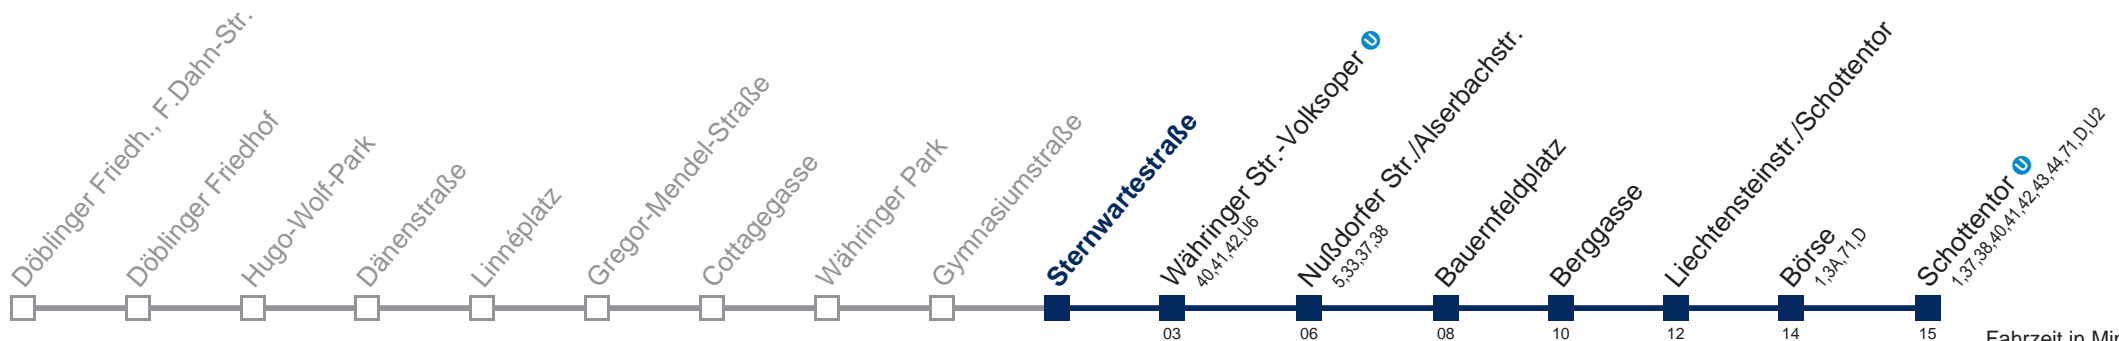 Döblinger Friedh., F.Dahn-Str.
Döblinger Friedhof
Hugo-Wolf-Park
Dänenstraße
Linnéplatz
Gregor-Mendel-Straße
Cottagegasse
Währinger Park
Gymnasiumstraße
Sternwartestraße
Währinger Str.-Volksoper U
40,41,42,U6
Nußdorfer Str./Alserbachstr.
5,33,37,38
Bauernfeldplatz
Berggasse
Liechtensteinstr./Schottentor
Börse
1,3A,71,D
Schottentor U
1,37,38,40,41,42,43,44,71,D,U2
03 06 08 10 12 14 15
Fahrzeit in Min